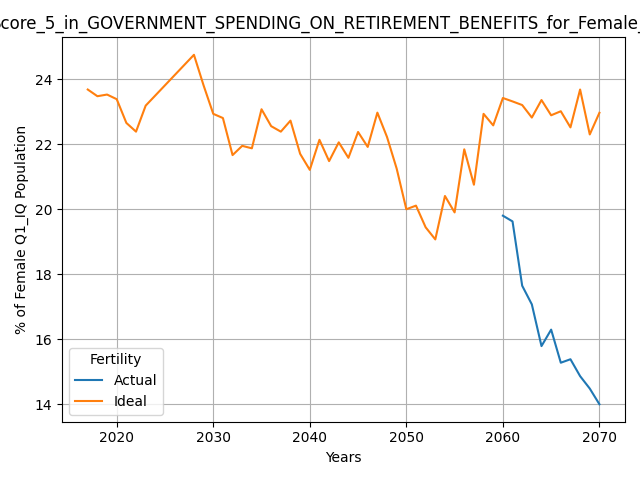 core_5_in_GOVERNMENT_SPENDING_ON_RETIREMENT_BENEFITS_for_Female_
% of Female Q1_IQ Population
24
22
20
18
16
14
Fertility
Actual
Ideal
2020 2030 2040 2050 2060 2070
Years